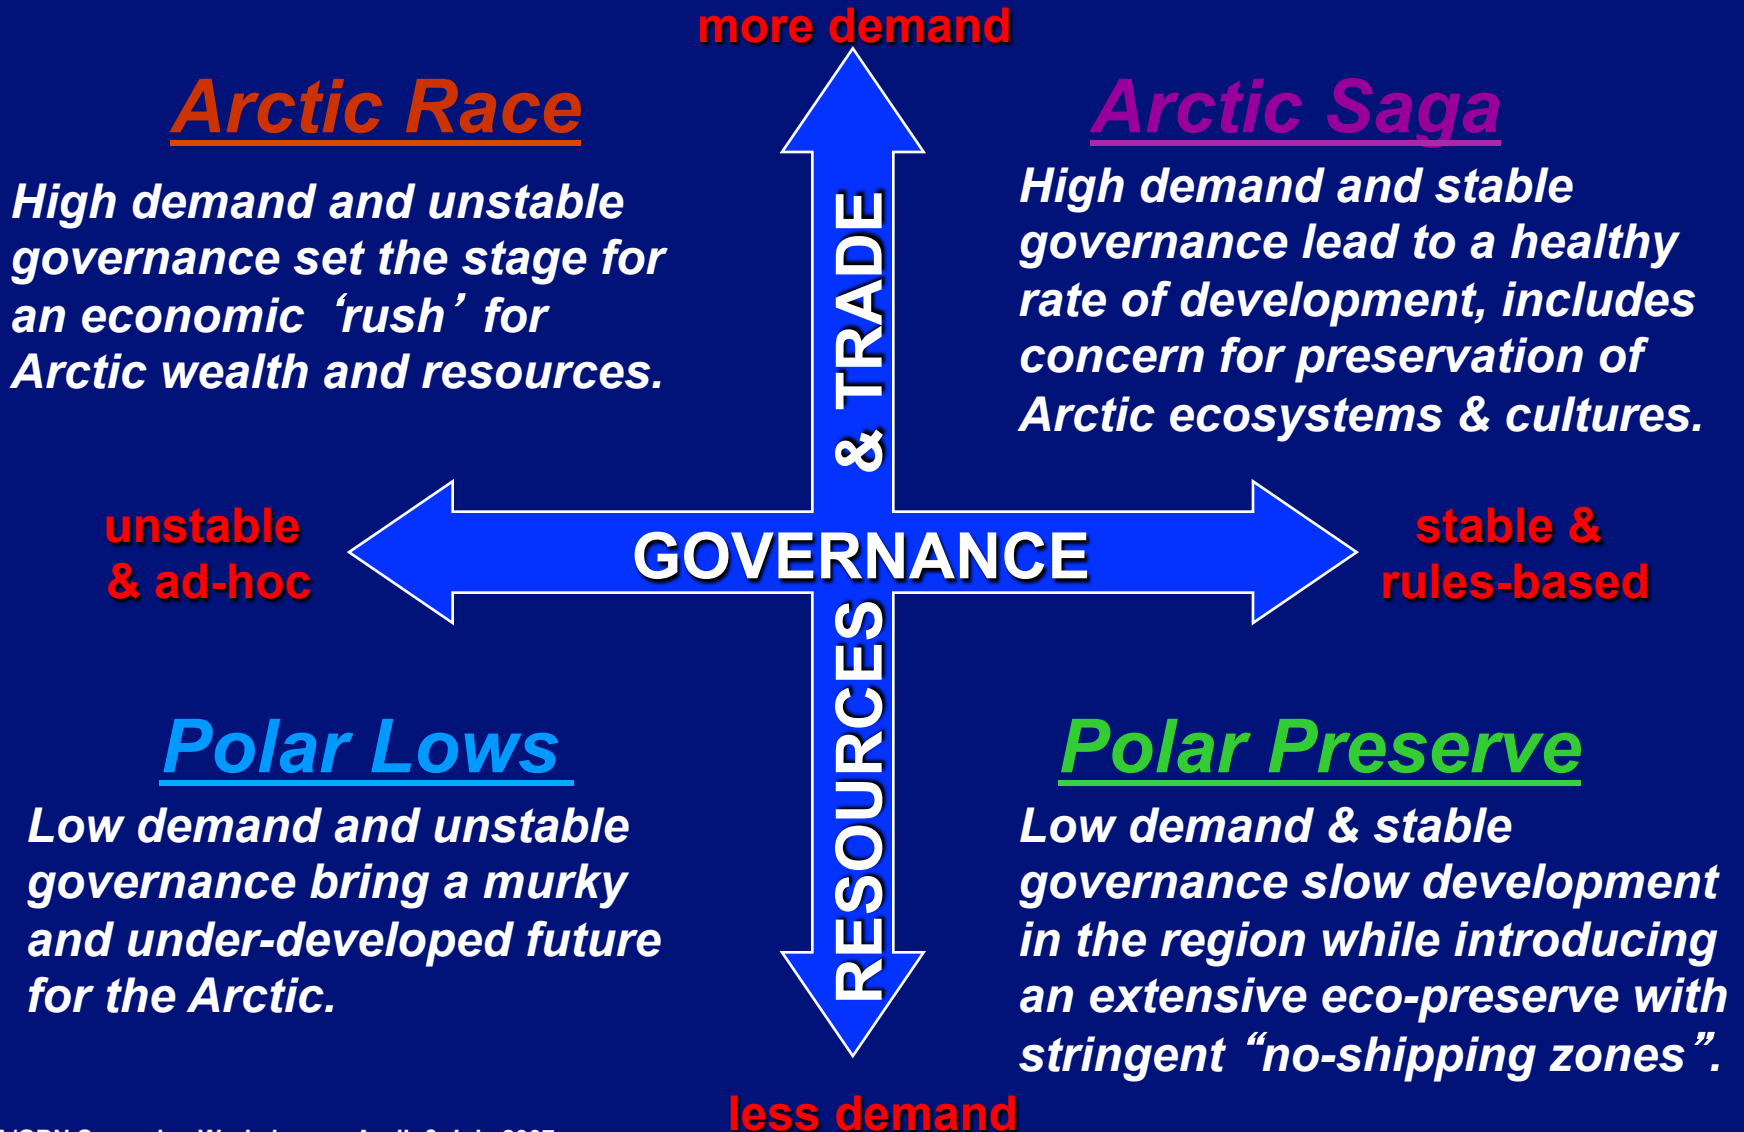 more demand
Arctic Race
High demand and unstable
governance set the stage for
an economic ‘rush’ for
Arctic wealth and resources.
Arctic Saga
High demand and stable
governance lead to a healthy
rate of development, includes
concern for preservation of
Arctic ecosystems & cultures.
unstable
& ad-hoc
GOVERNANCE
RESOURCES & TRADE
stable &
rules-based
Polar Lows
Low demand and unstable
governance bring a murky
and under-developed future
for the Arctic.
Polar Preserve
Low demand & stable
governance slow development
in the region while introducing
an extensive eco-preserve with
stringent “no-shipping zones”.
less demand